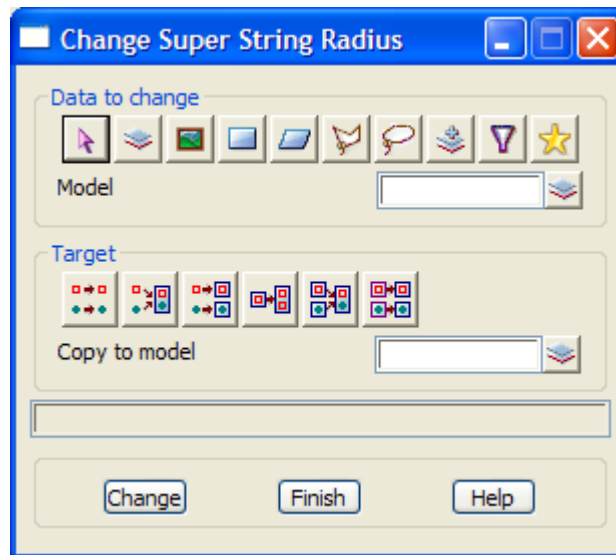 Change Super String Radius
Data to change
Model
Target
Copy to model
Change Finish Help